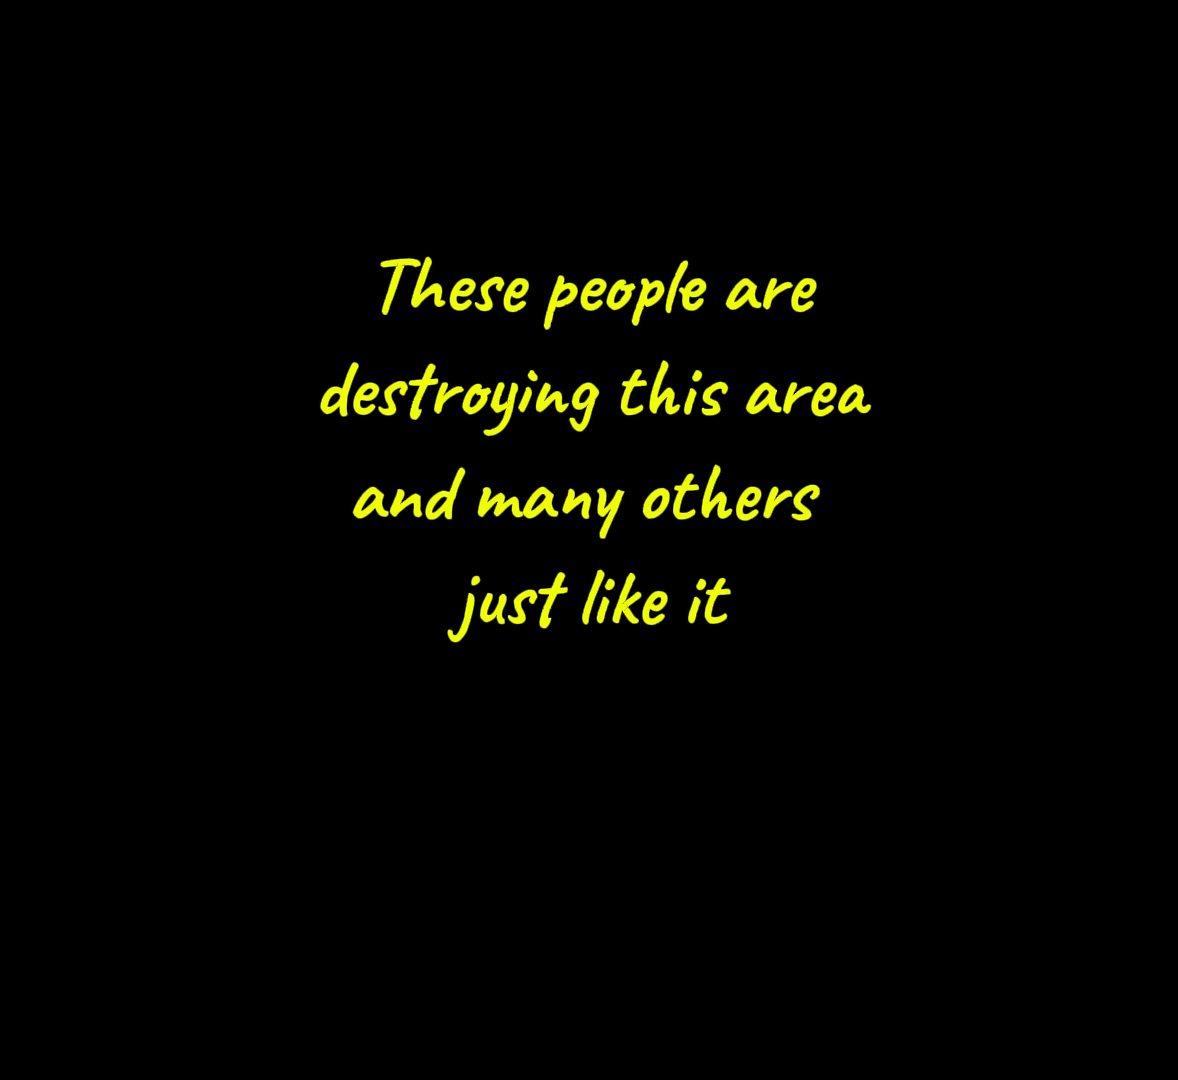 These people are
destroying this area
and many others
just like it